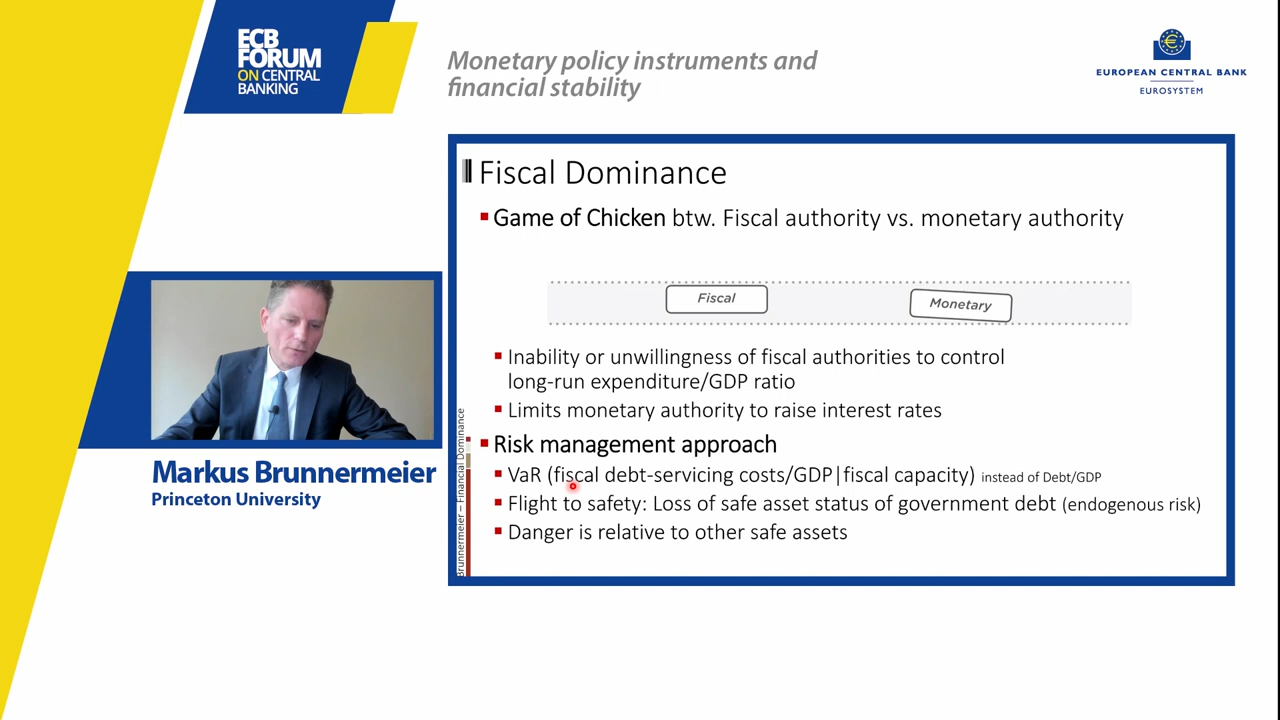 ECB
FORUM
ON CENTRAL
BANKING
Monetary policy instruments and
financial stability
EUROPEAN CENTRAL BANK
EUROSYSTEM
Fiscal Dominance
Game of Chicken btw. Fiscal authority vs. monetary authority
Fiscal
Monetary
Inability or unwillingness of fiscal authorities to control
long-run expenditure/GDP ratio
Limits monetary authority to raise interest rates
Risk management approach
VaR (fiscal debt-servicing costs/GDP|fiscal capacity) instead of Debt/GDP
Flight to safety: Loss of safe asset status of government debt (endogenous risk)
Danger is relative to other safe assets
Brunnermeier – Financial Dominance
Markus Brunnermeier
Princeton University